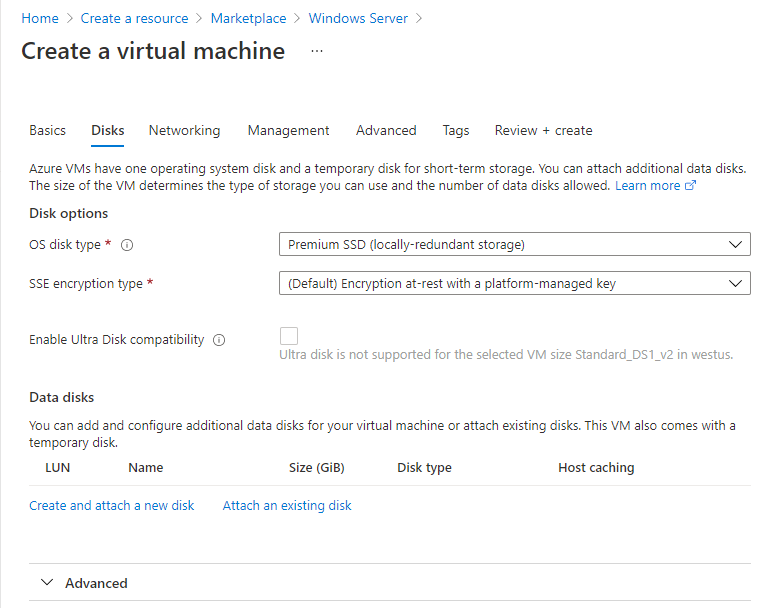 Home > Create a resource > Marketplace > Windows Server >
Create a virtual machine ...
Basics Disks Networking Management Advanced Tags Review + create
Azure VMs have one operating system disk and a temporary disk for short-term storage. You can attach additional data disks.
The size of the VM determines the type of storage you can use and the number of data disks allowed. Learn more
Disk options
OS disk type * Premium SSD (locally-redundant storage)
SSE encryption type * (Default) Encryption at-rest with a platform-managed key
Enable Ultra Disk compatibility
Ultra disk is not supported for the selected VM size Standard_DS1_v2 in westus.
Data disks
You can add and configure additional data disks for your virtual machine or attach existing disks. This VM also comes with a
temporary disk.
LUN Name Size (GiB) Disk type Host caching
Create and attach a new disk Attach an existing disk
Advanced